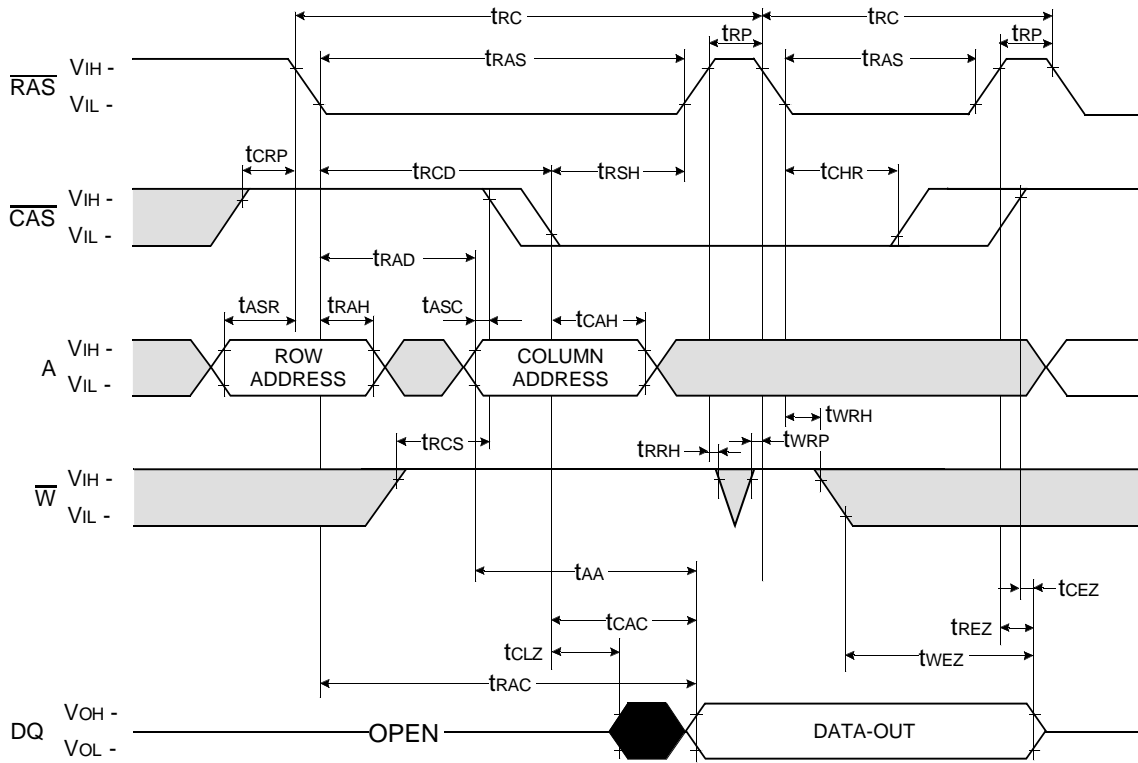 tRC tRC
tRP tRP
tRAS tRAS
RAS
VIH -
VIL -
tCRP tRCD tRSH tCHR
CAS
VIH -
VIL -
tRAD
tASR tRAH tASC tCAH
A
VIH -
VIL -
ROW
ADDRESS
COLUMN
ADDRESS
tWRH
tRCS tRRH tWRP
W
VIH -
VIL -
tAA tCEZ
tCAC tREZ
tCLZ tWEZ
tRAC
DQ
VOH -
VOL -
OPEN DATA-OUT